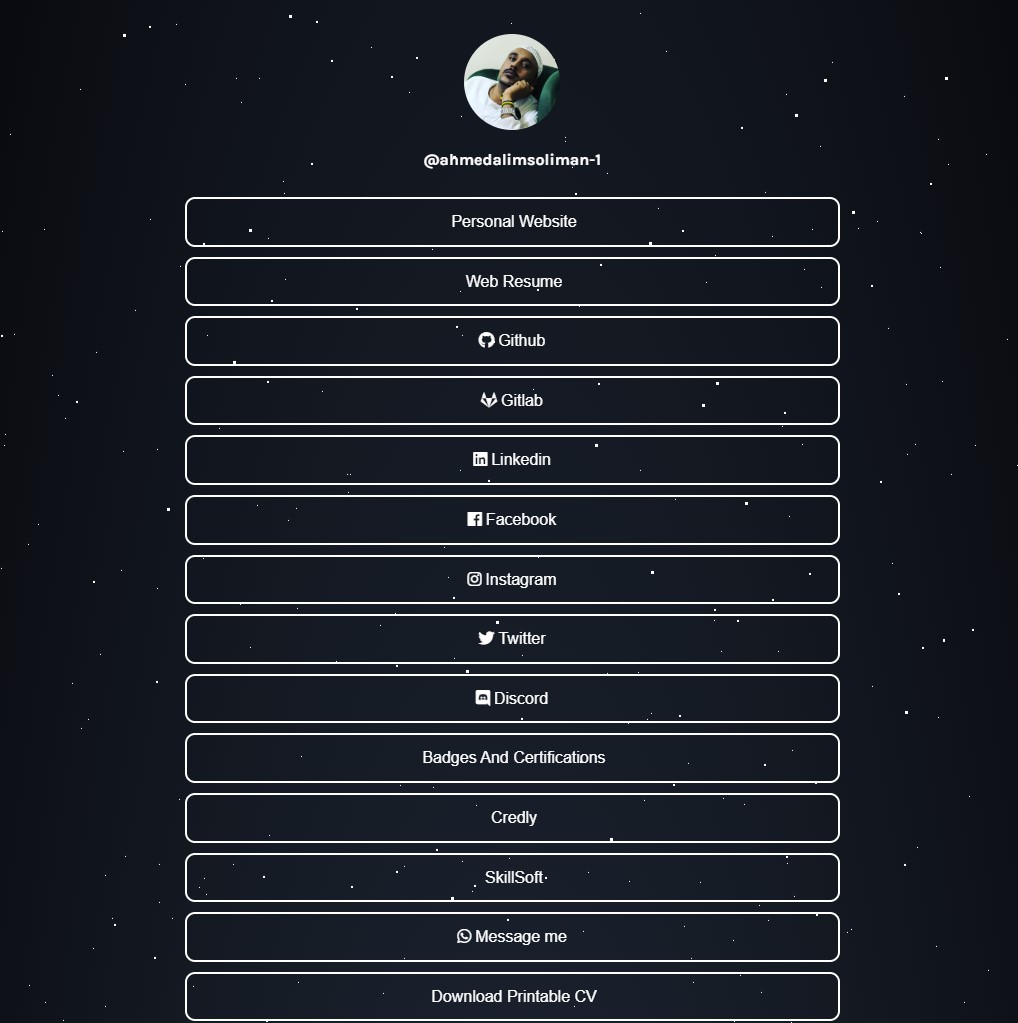 @ahmedalimsoliman-1
Personal Website
Web Resume
Github
Gitlab
Linkedin
Facebook
Instagram
Twitter
Discord
Badges And Certifications
Credly
SkillSoft
Message me
Download Printable CV